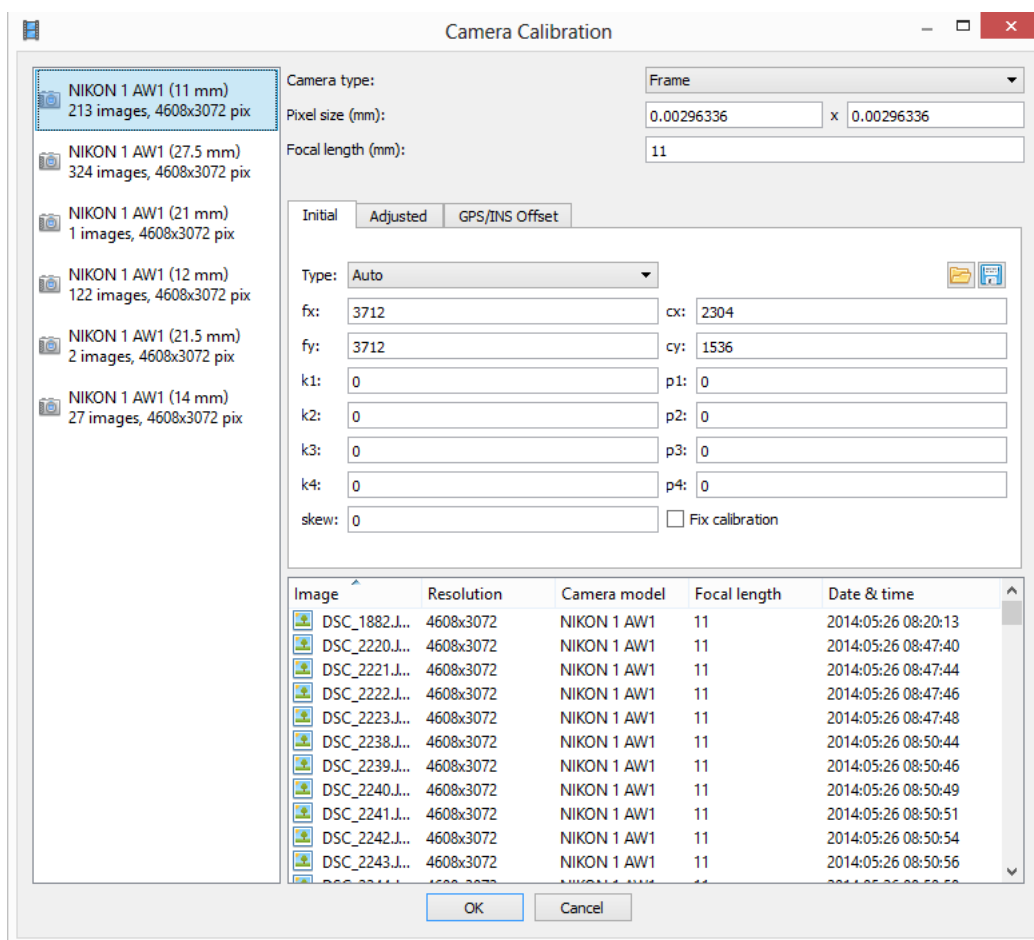 Camera Calibration
NIKON 1 AW1 (11 mm)
213 images, 4608x3072 pix
NIKON 1 AW1 (27.5 mm)
324 images, 4608x3072 pix
NIKON 1 AW1 (21 mm)
1 images, 4608x3072 pix
NIKON 1 AW1 (12 mm)
122 images, 4608x3072 pix
NIKON 1 AW1 (21.5 mm)
2 images, 4608x3072 pix
NIKON 1 AW1 (14 mm)
27 images, 4608x3072 pix
Camera type: Frame
Pixel size (mm): 0.00296336 x 0.00296336
Focal length (mm): 11
Initial Adjusted GPS/INS Offset
Type: Auto
fx: 3712 cx: 2304
fy: 3712 cy: 1536
k1: 0 p1: 0
k2: 0 p2: 0
k3: 0 p3: 0
k4: 0 p4: 0
skew: 0 Fix calibration
Image Resolution Camera model Focal length Date & time
DSC_1882.J... 4608x3072 NIKON 1 AW1 11 2014:05:26 08:20:13
DSC_2220.J... 4608x3072 NIKON 1 AW1 11 2014:05:26 08:47:40
DSC_2221.J... 4608x3072 NIKON 1 AW1 11 2014:05:26 08:47:44
DSC_2222.J... 4608x3072 NIKON 1 AW1 11 2014:05:26 08:47:46
DSC_2223.J... 4608x3072 NIKON 1 AW1 11 2014:05:26 08:47:48
DSC_2238.J... 4608x3072 NIKON 1 AW1 11 2014:05:26 08:50:44
DSC_2239.J... 4608x3072 NIKON 1 AW1 11 2014:05:26 08:50:46
DSC_2240.J... 4608x3072 NIKON 1 AW1 11 2014:05:26 08:50:49
DSC_2241.J... 4608x3072 NIKON 1 AW1 11 2014:05:26 08:50:51
DSC_2242.J... 4608x3072 NIKON 1 AW1 11 2014:05:26 08:50:54
DSC_2243.J... 4608x3072 NIKON 1 AW1 11 2014:05:26 08:50:56
OK Cancel